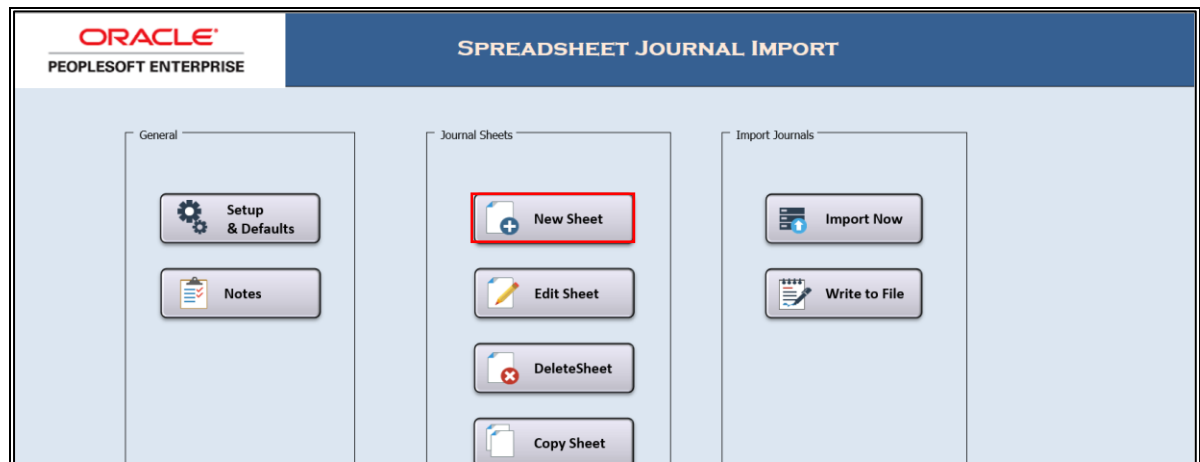 ORACLE®
PEOPLESOFT ENTERPRISE
SPREADSHEET JOURNAL IMPORT
General
Setup
& Defaults
Notes
Journal Sheets
New Sheet
Edit Sheet
DeleteSheet
Copy Sheet
Import Journals
Import Now
Write to File